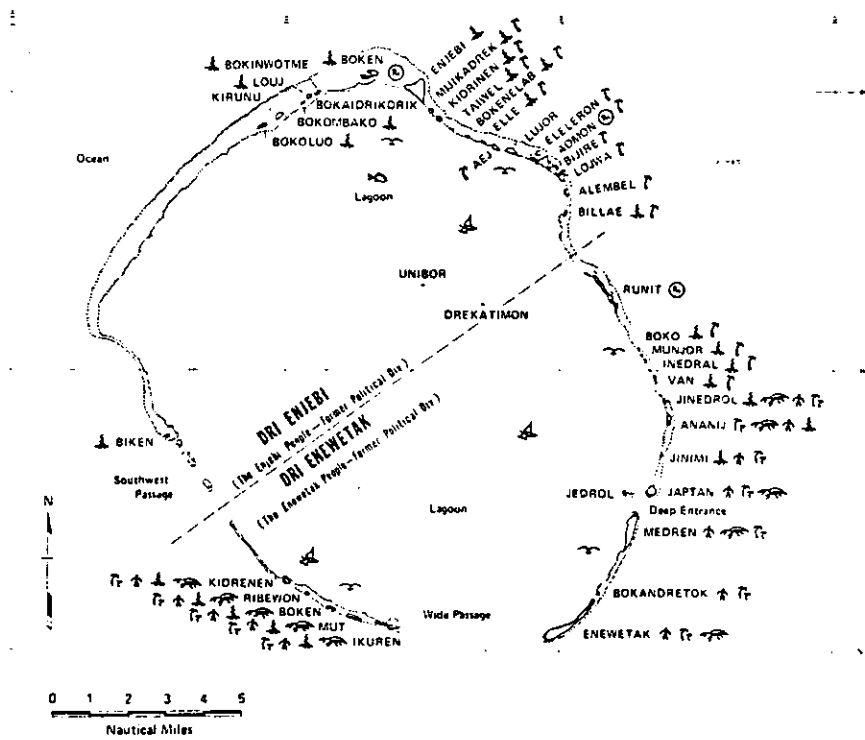 BOKINWOTME
BOKEN
LOUJ
KIRUNU
BOKAIDRIKDRIK
BOKOMBAKO
BOKOLUO
ENJEBI
MIJIKADREK
KIDRINEN
TAIWEL
BOKENELAB
ELLE
AEJ
LUJOR
ELELERON
AOMON
BIJIRE
LOJWA
ALEMBEL
BILLAE
Ocean
Lagoon
UNIBOR
DREKATIMON
RUNIT
BOKO
MUNJOR
INEDRAL
VAN
JINEDROL
ANANIJ
JINIMI
JEDROL
JAPTAN
Deep Entrance
MEDREN
BOKANDRETOK
ENEWETAK
DRI ENJEBI
(The Enjebi People—Former Political Div.)
DRI ENEWETAK
(The Enewetak People—Former Political Div.)
BIKEN
Southwest
Passage
N
Lagoon
KIDRENEN
RIBEWON
BOKEN
MUT
IKUREN
Wide Passage
0 1 2 3 4 5
Nautical Miles